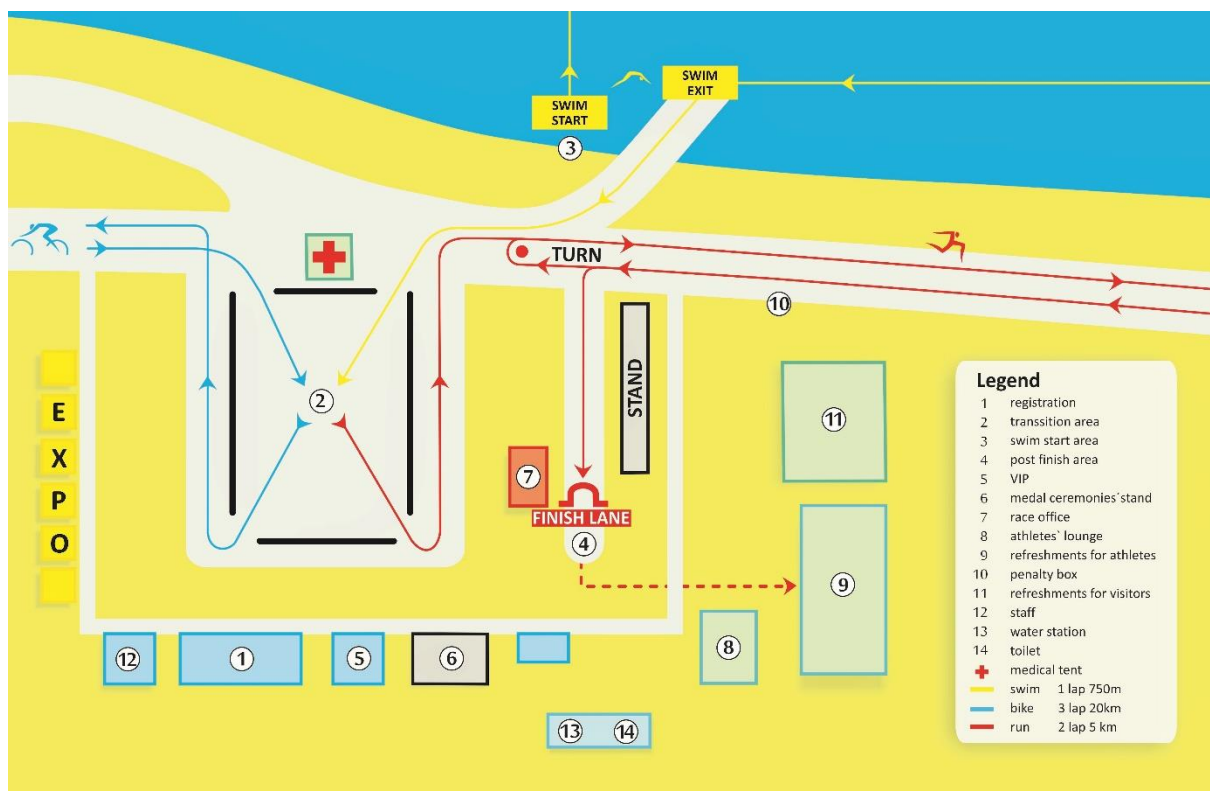 SWIM
EXIT
SWIM
START
3
TURN
10
2
STAND
E
X
P
O
7
11
FINISH LANE
4
9
8
12
1
5
6
13
14
Legend
1 registration
2 transsition area
3 swim start area
4 post finish area
5 VIP
6 medal ceremonies´stand
7 race office
8 athletes` lounge
9 refreshments for athletes
10 penalty box
11 refreshments for visitors
12 staff
13 water station
14 toilet
medical tent
swim 1 lap 750m
bike 3 lap 20km
run 2 lap 5 km